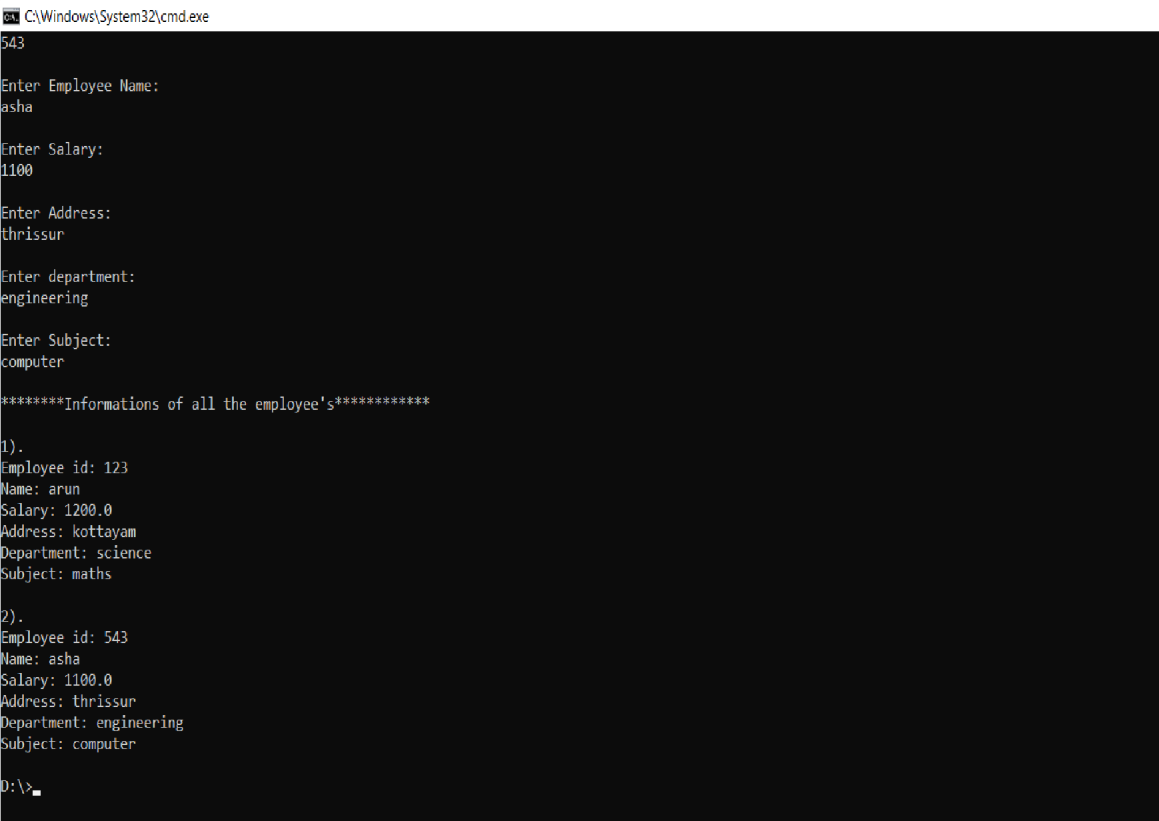 C:\Windows\System32\cmd.exe
543
Enter Employee Name:
asha
Enter Salary:
1100
Enter Address:
thrissur
Enter department:
engineering
Enter Subject:
computer
********Informations of all the employee's************
1).
Employee id: 123
Name: arun
Salary: 1200.0
Address: kottayam
Department: science
Subject: maths
2).
Employee id: 543
Name: asha
Salary: 1100.0
Address: thrissur
Department: engineering
Subject: computer
D:\>